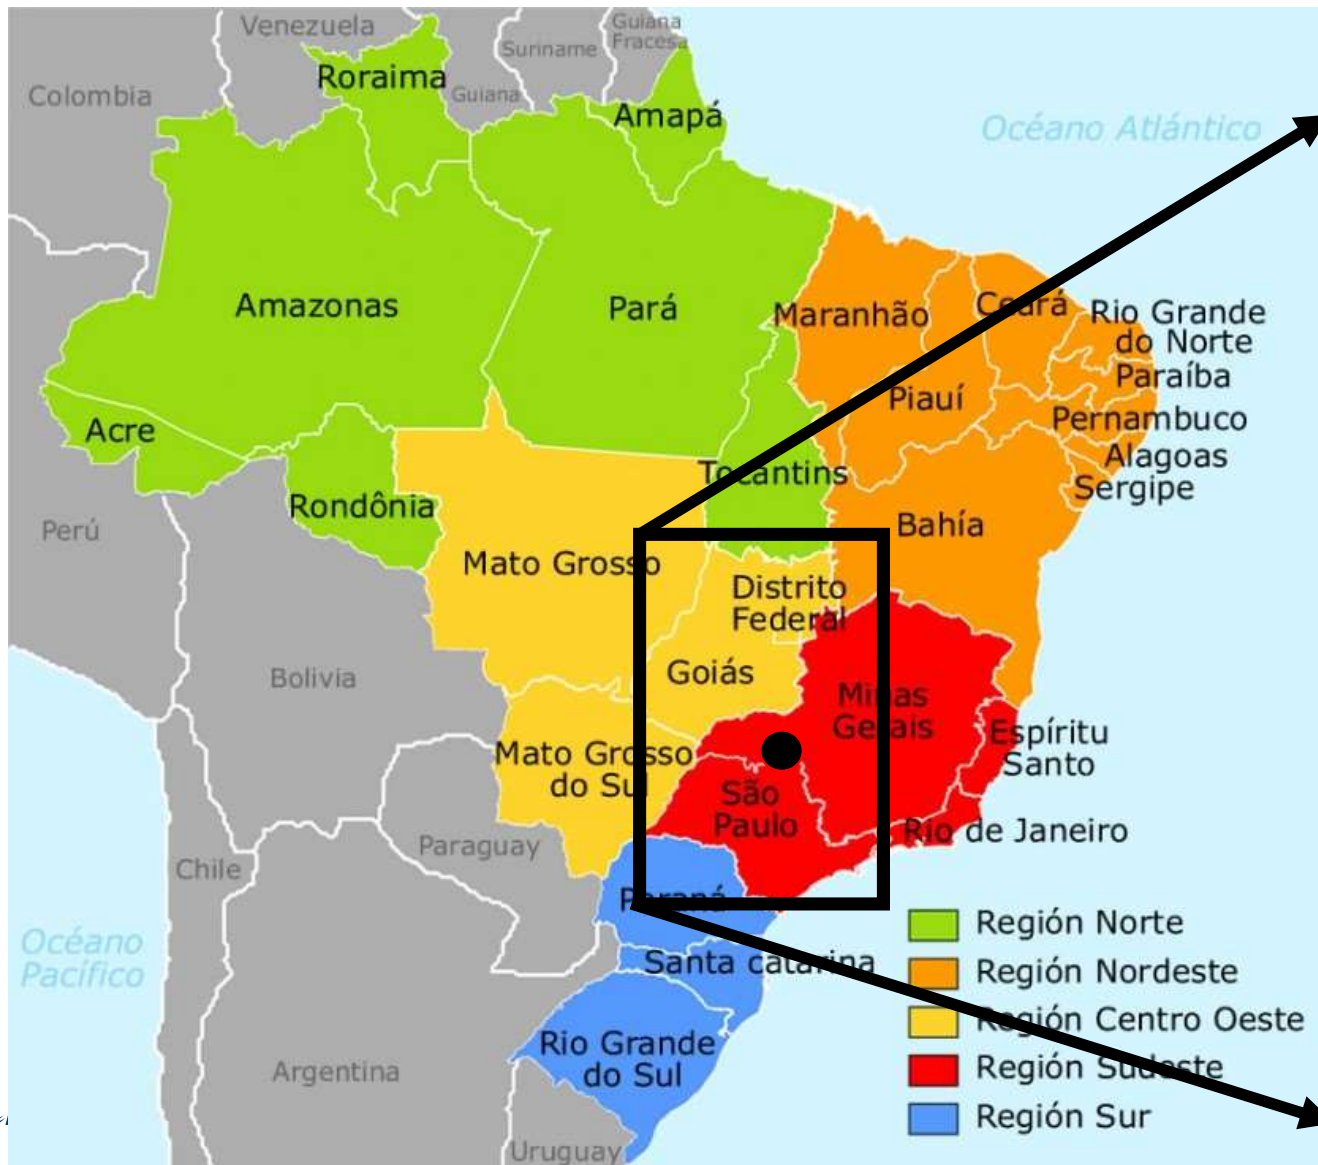 Venezuela
Guiana
Fracesa
Suriname
Roraima
Guiana
Colombia
Amapá
Océano Atlántico
Amazonas
Pará
Maranhão
Ceará
Rio Grande
do Norte
Paraíba
Piauí
Pernambuco
Acre
Alagoas
Tocantins
Sergipe
Rondônia
Bahía
Perú
Mato Grosso
Distrito
Federal
Goiás
Bolivia
Minas
Gerais
Espíritu
Santo
Mato Grosso
do Sul
São
Paulo
Rio de Janeiro
Paraguay
Chile
Paraná
Océano
Pacífico
Santa catarina
Rio Grande
do Sul
Argentina
Uruguay
Región Norte
Región Nordeste
Región Centro Oeste
Región Sudeste
Región Sur